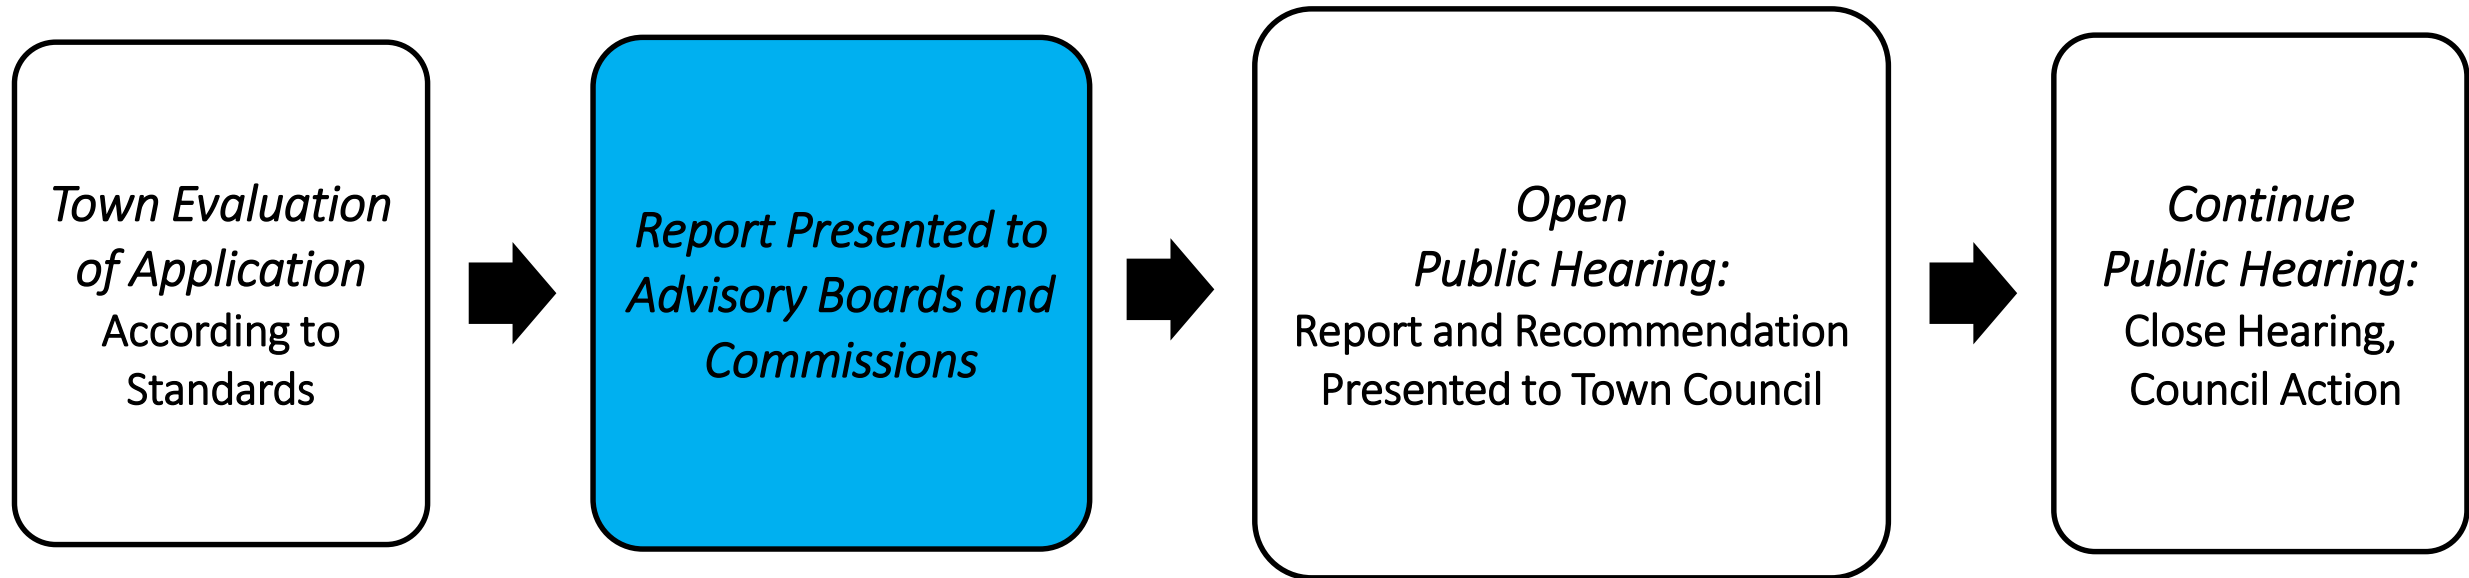 Town Evaluation
of Application
According to
Standards
Report Presented to
Advisory Boards and
Commissions
Open
Public Hearing:
Report and Recommendation
Presented to Town Council
Continue
Public Hearing:
Close Hearing,
Council Action